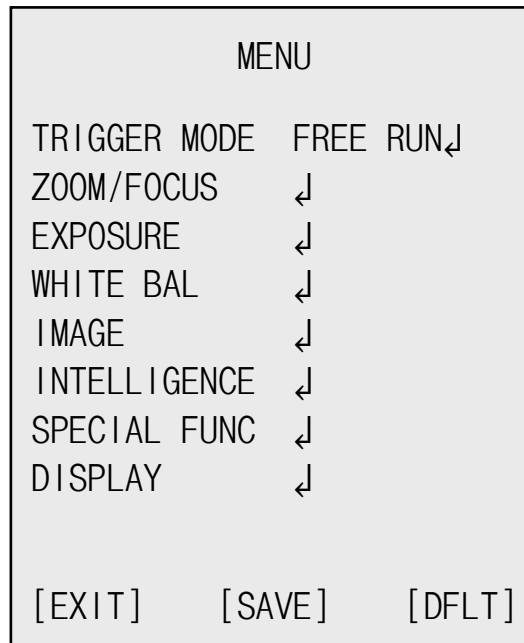 MENU
TRIGGER MODE FREE RUN↲
ZOOM/FOCUS ↲
EXPOSURE ↲
WHITE BAL ↲
IMAGE ↲
INTELLIGENCE ↲
SPECIAL FUNC ↲
DISPLAY ↲
[EXIT] [SAVE] [DFLT]